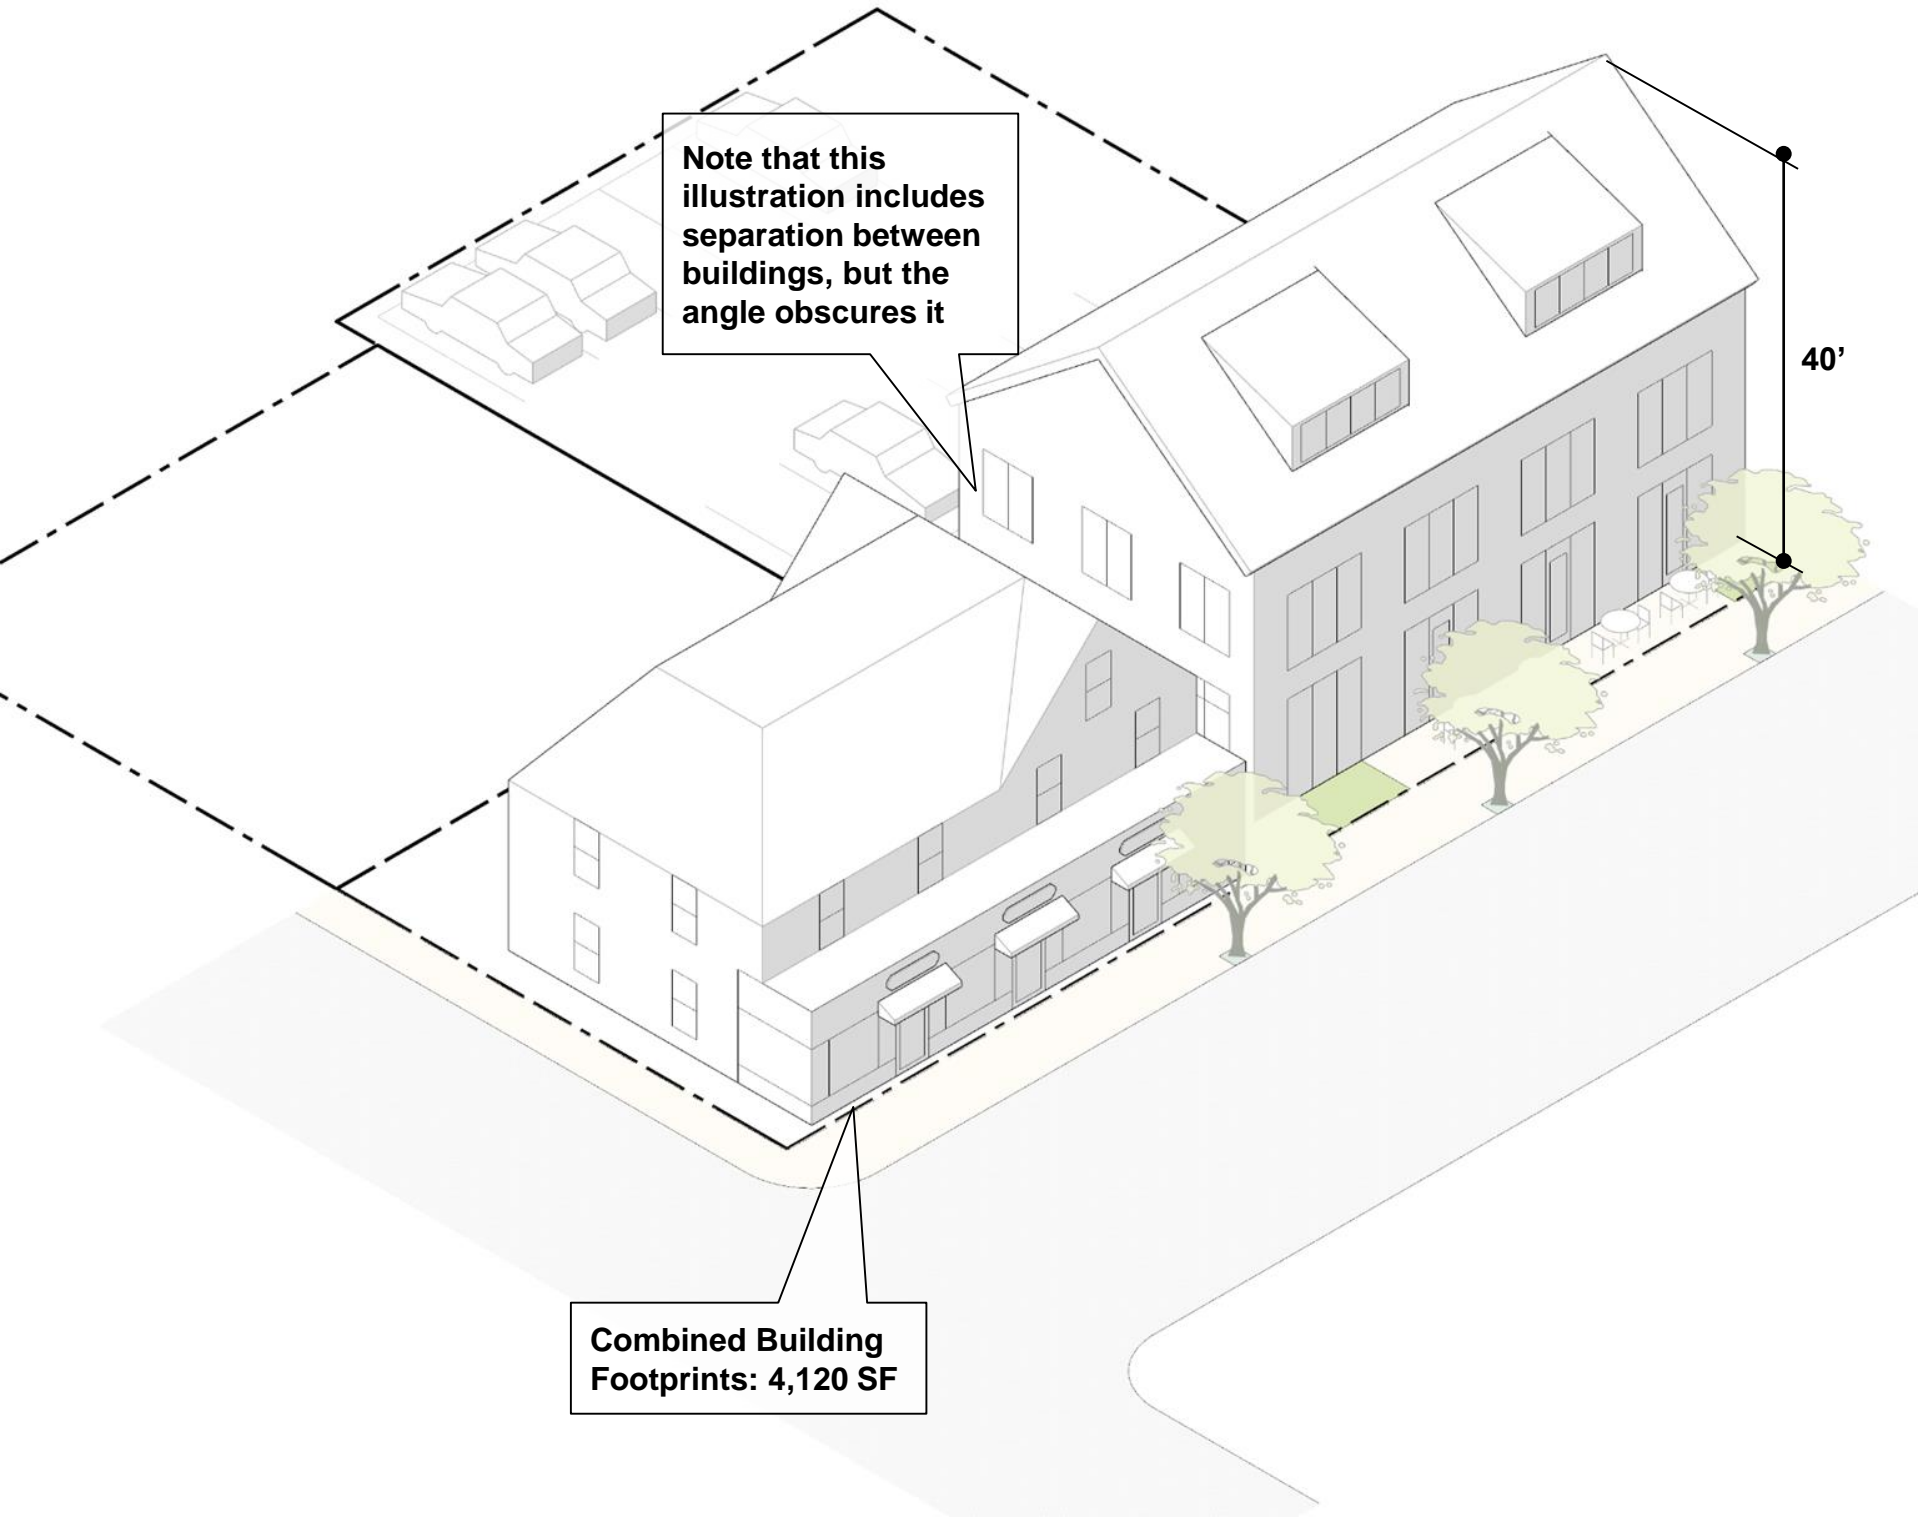 Note that this
illustration includes
separation between
buildings, but the
angle obscures it
40’
Combined Building
Footprints: 4,120 SF